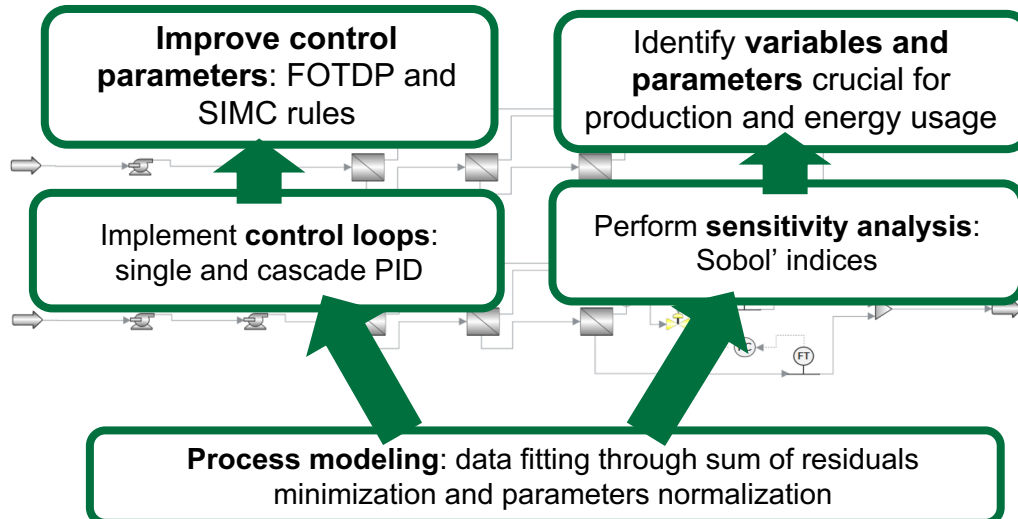 Improve control
parameters: FOTDP and
SIMC rules
Identify variables and
parameters crucial for
production and energy usage
Implement control loops:
single and cascade PID
Perform sensitivity analysis:
Sobol' indices
FT
Process modeling: data fitting through sum of residuals
minimization and parameters normalization